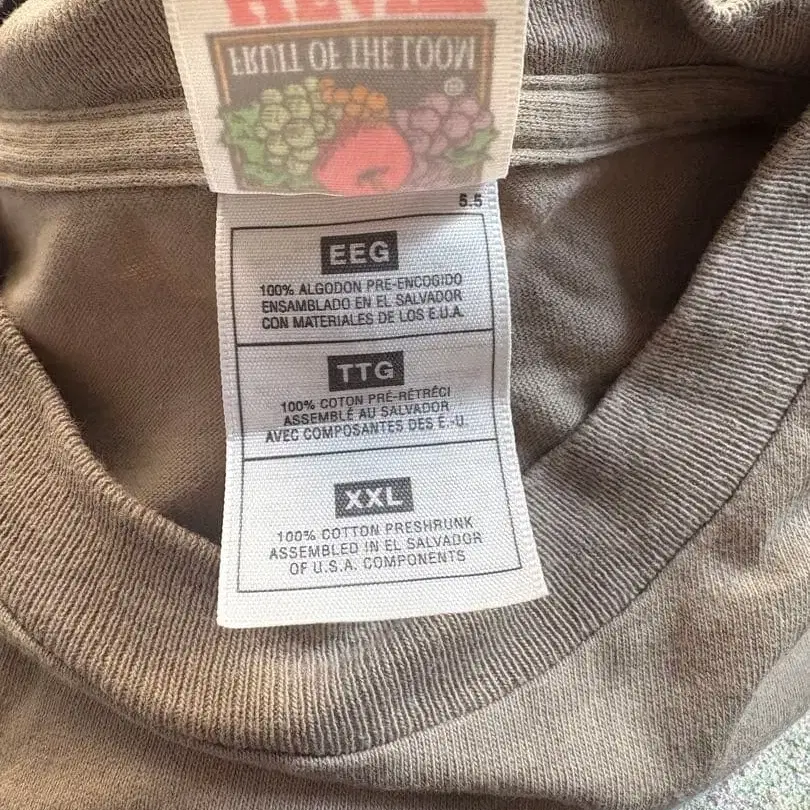 FRUIT OF THE LOOM
®
5.5
EEG
100% ALGODON PRE-ENCOGIDO
ENSAMBLADO EN EL SALVADOR
CON MATERIALES DE LOS E.U.A.
TTG
100% COTON PRÉ-RÉTRÉCI
ASSEMBLÉ AU SALVADOR
AVEC COMPOSANTES DES É.-U.
XXL
100% COTTON PRESHRUNK
ASSEMBLED IN EL SALVADOR
OF U.S.A. COMPONENTS